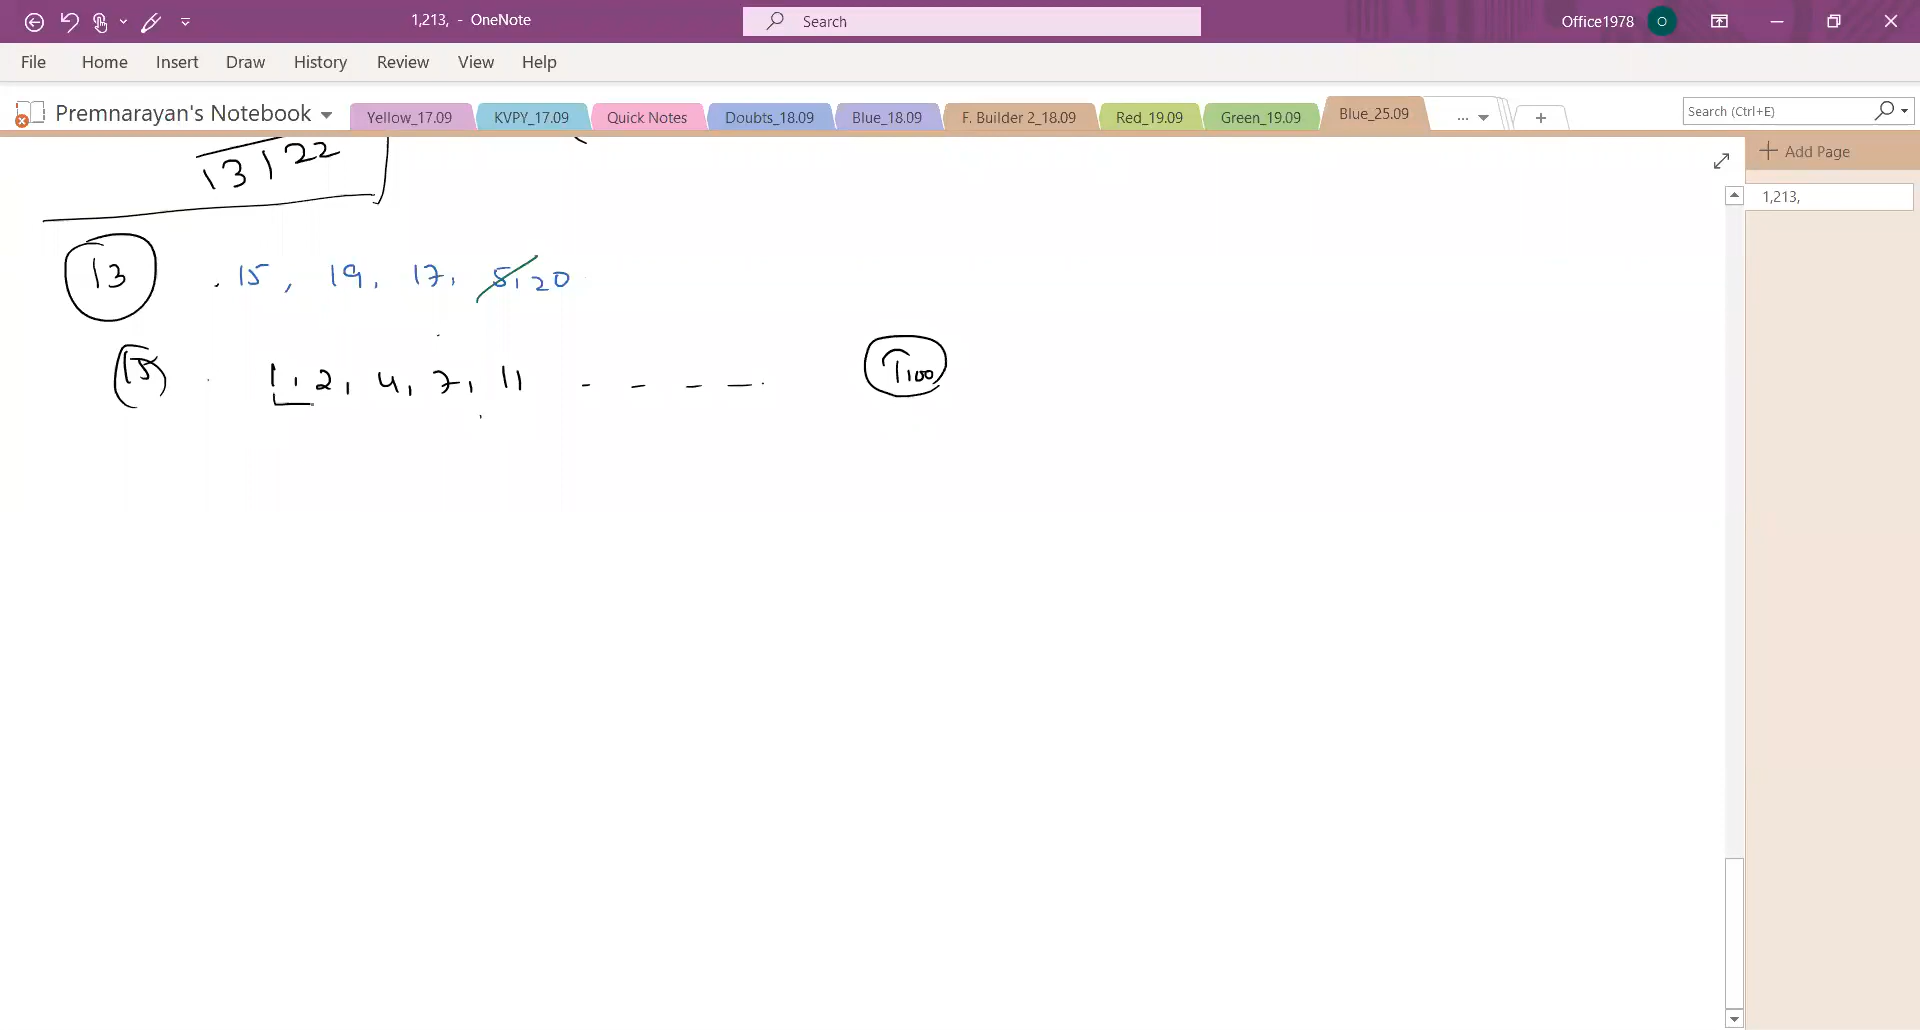 1,213, - OneNote
Search
Office1978
O
File Home Insert Draw History Review View Help
Premnarayan's Notebook
Yellow_17.09 KVPY_17.09 Quick Notes Doubts_18.09 Blue_18.09 F. Builder 2_18.09 Red_19.09 Green_19.09 Blue_25.09 ... +
Search (Ctrl+E)
Add Page
1,213,
13122
13 . 15, 19, 17, 8, 20
15 . 1, 2, 4, 7, 11 - - - - T100